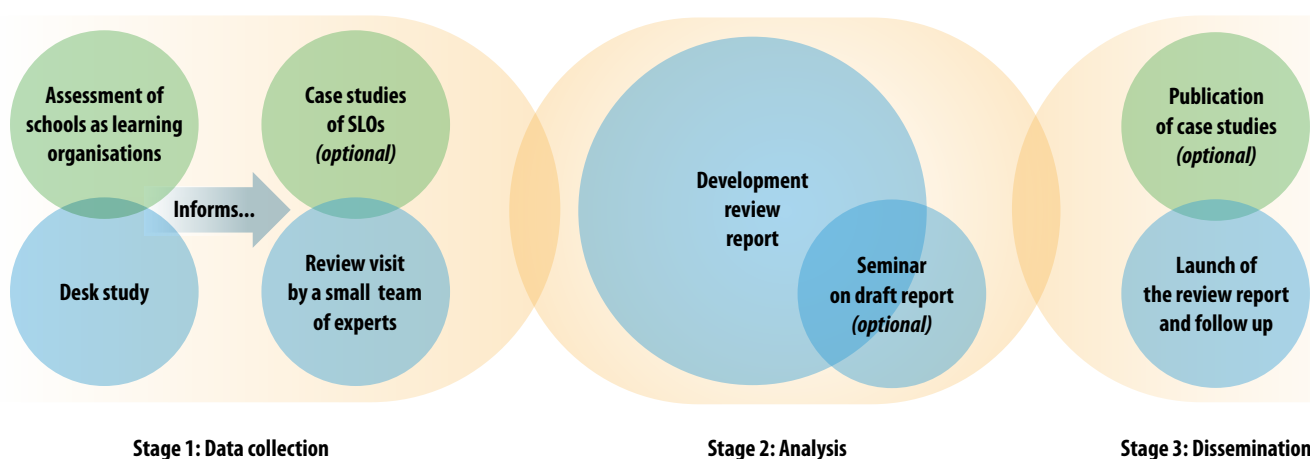 Assessment of
schools as learning
organisations
Case studies
of SLOs
(optional)
Informs...
Desk study
Review visit
by a small team
of experts
Development
review
report
Seminar
on draft report
(optional)
Publication
of case studies
(optional)
Launch of
the review report
and follow up
Stage 1: Data collection
Stage 2: Analysis
Stage 3: Dissemination